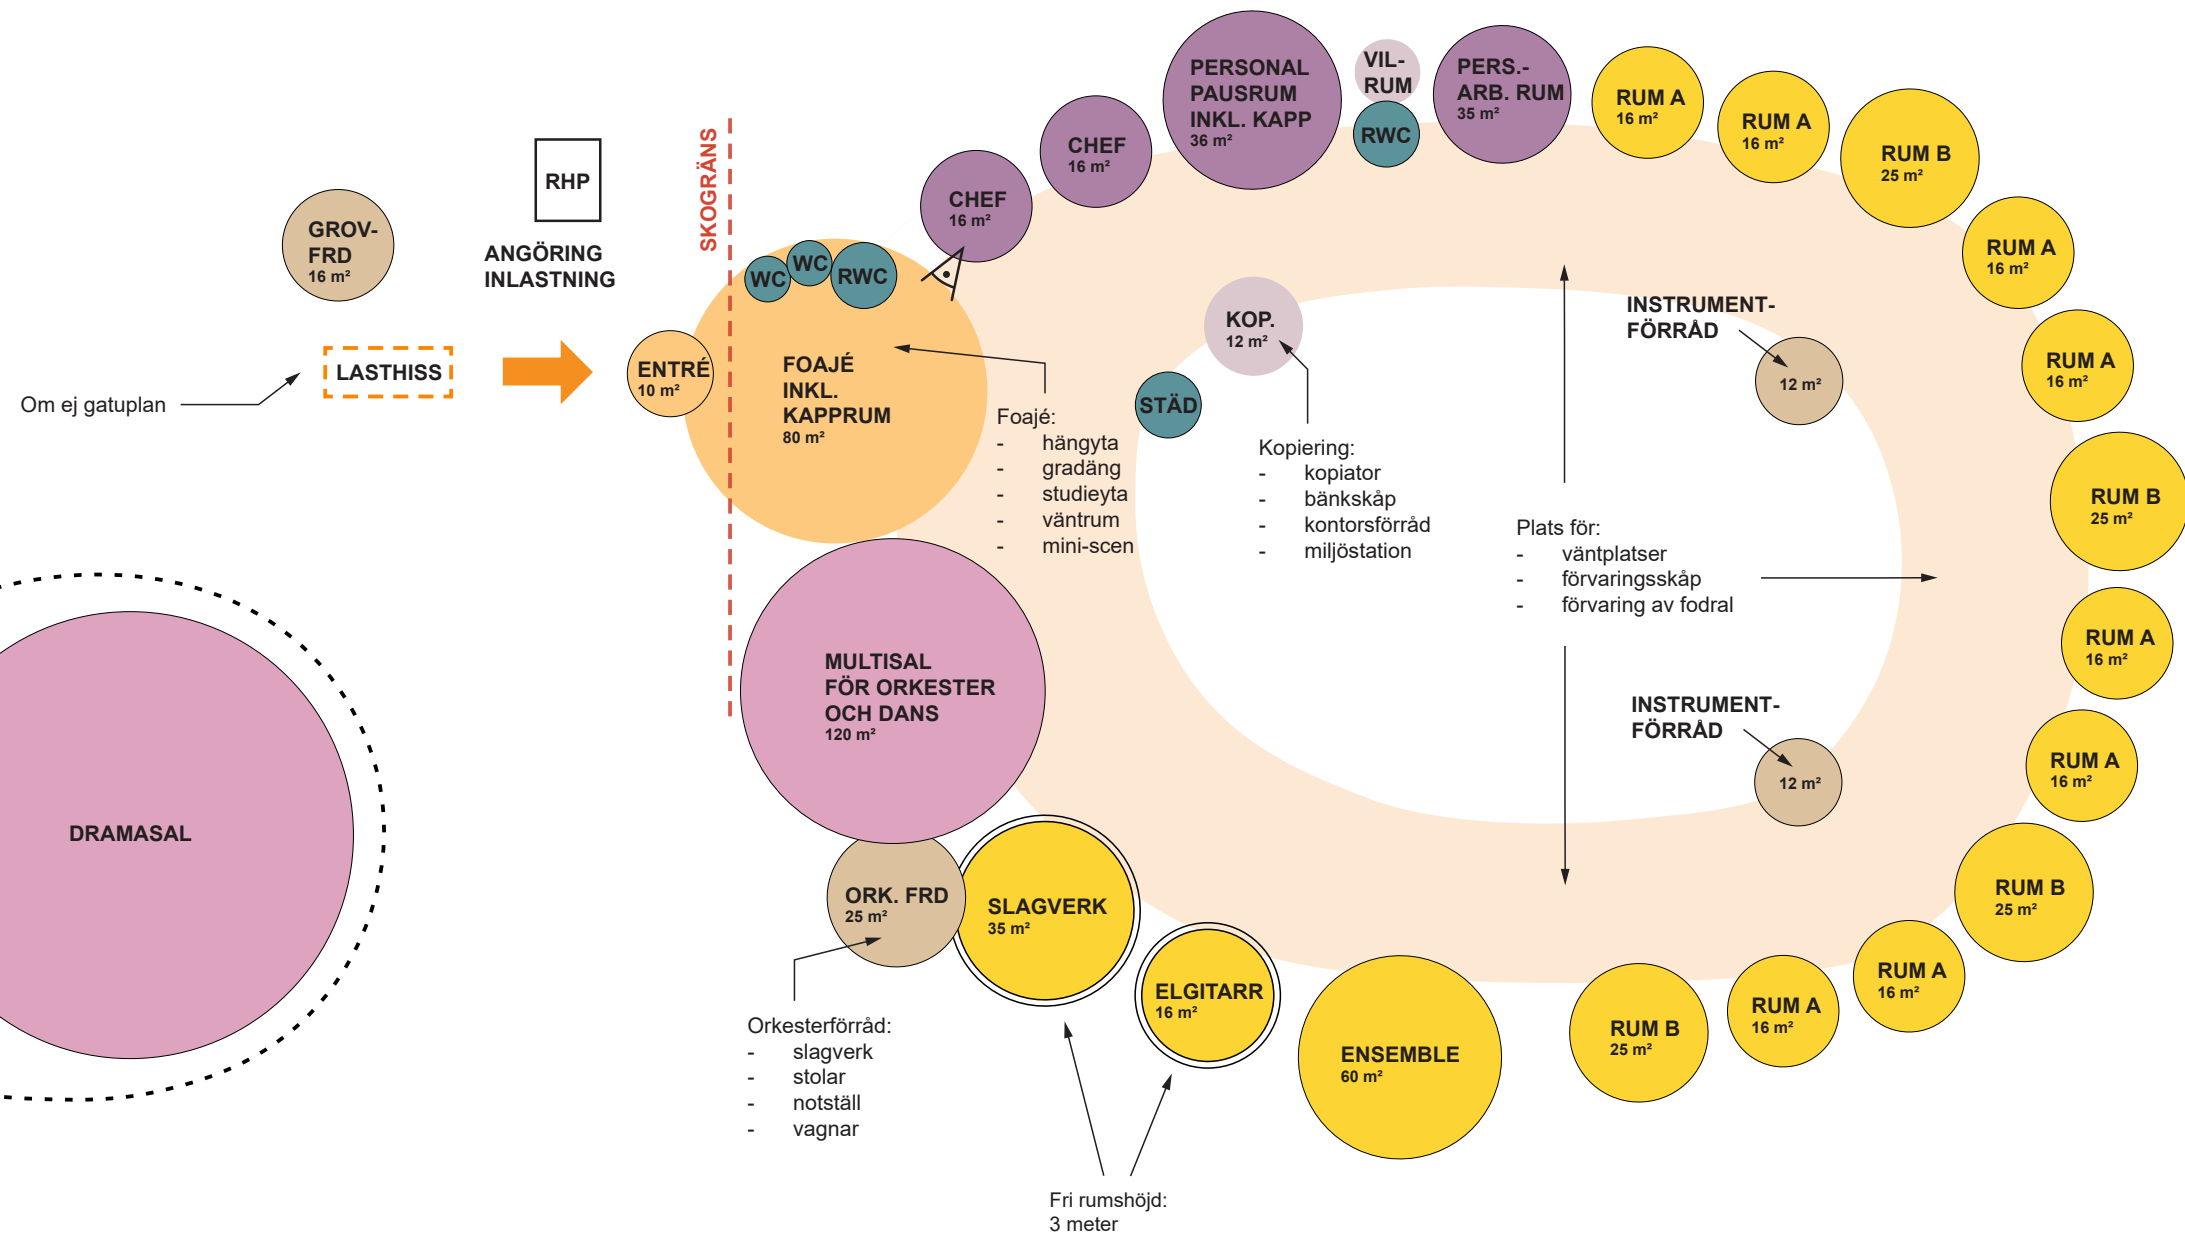 GROV-
FRD
16 m²
RHP
ANGÖRING
INLASTNING
LASTHISS
Om ej gatuplan
SKOGRÄNS
ENTRÉ
10 m²
WC
WC
RWC
FOAJÉ
INKL.
KAPPRUM
80 m²
CHEF
16 m²
CHEF
16 m²
PERSONAL
PAUSRUM
INKL. KAPP
36 m²
VIL-
RUM
RWC
PERS.-
ARB. RUM
35 m²
RUM A
16 m²
RUM A
16 m²
RUM B
25 m²
RUM A
16 m²
RUM A
16 m²
RUM B
25 m²
RUM A
16 m²
RUM A
16 m²
RUM B
25 m²
RUM A
16 m²
RUM A
16 m²
RUM B
25 m²
ENSEMBLE
60 m²
ELGITARR
16 m²
SLAGVERK
35 m²
ORK. FRD
25 m²
MULTISAL
FÖR ORKESTER
OCH DANS
120 m²
DRAMASAL
KOP.
12 m²
STÄD
Foajé:
- hängyta
- gradäng
- studieyta
- väntrum
- mini-scen
Kopiering:
- kopiator
- bänkskåp
- kontorsförråd
- miljöstation
Plats för:
- väntplatser
- förvaringsskåp
- förvaring av fodral
INSTRUMENT-
FÖRRÅD
12 m²
INSTRUMENT-
FÖRRÅD
12 m²
Orkesterförråd:
- slagverk
- stolar
- notställ
- vagnar
Fri rumshöjd:
3 meter